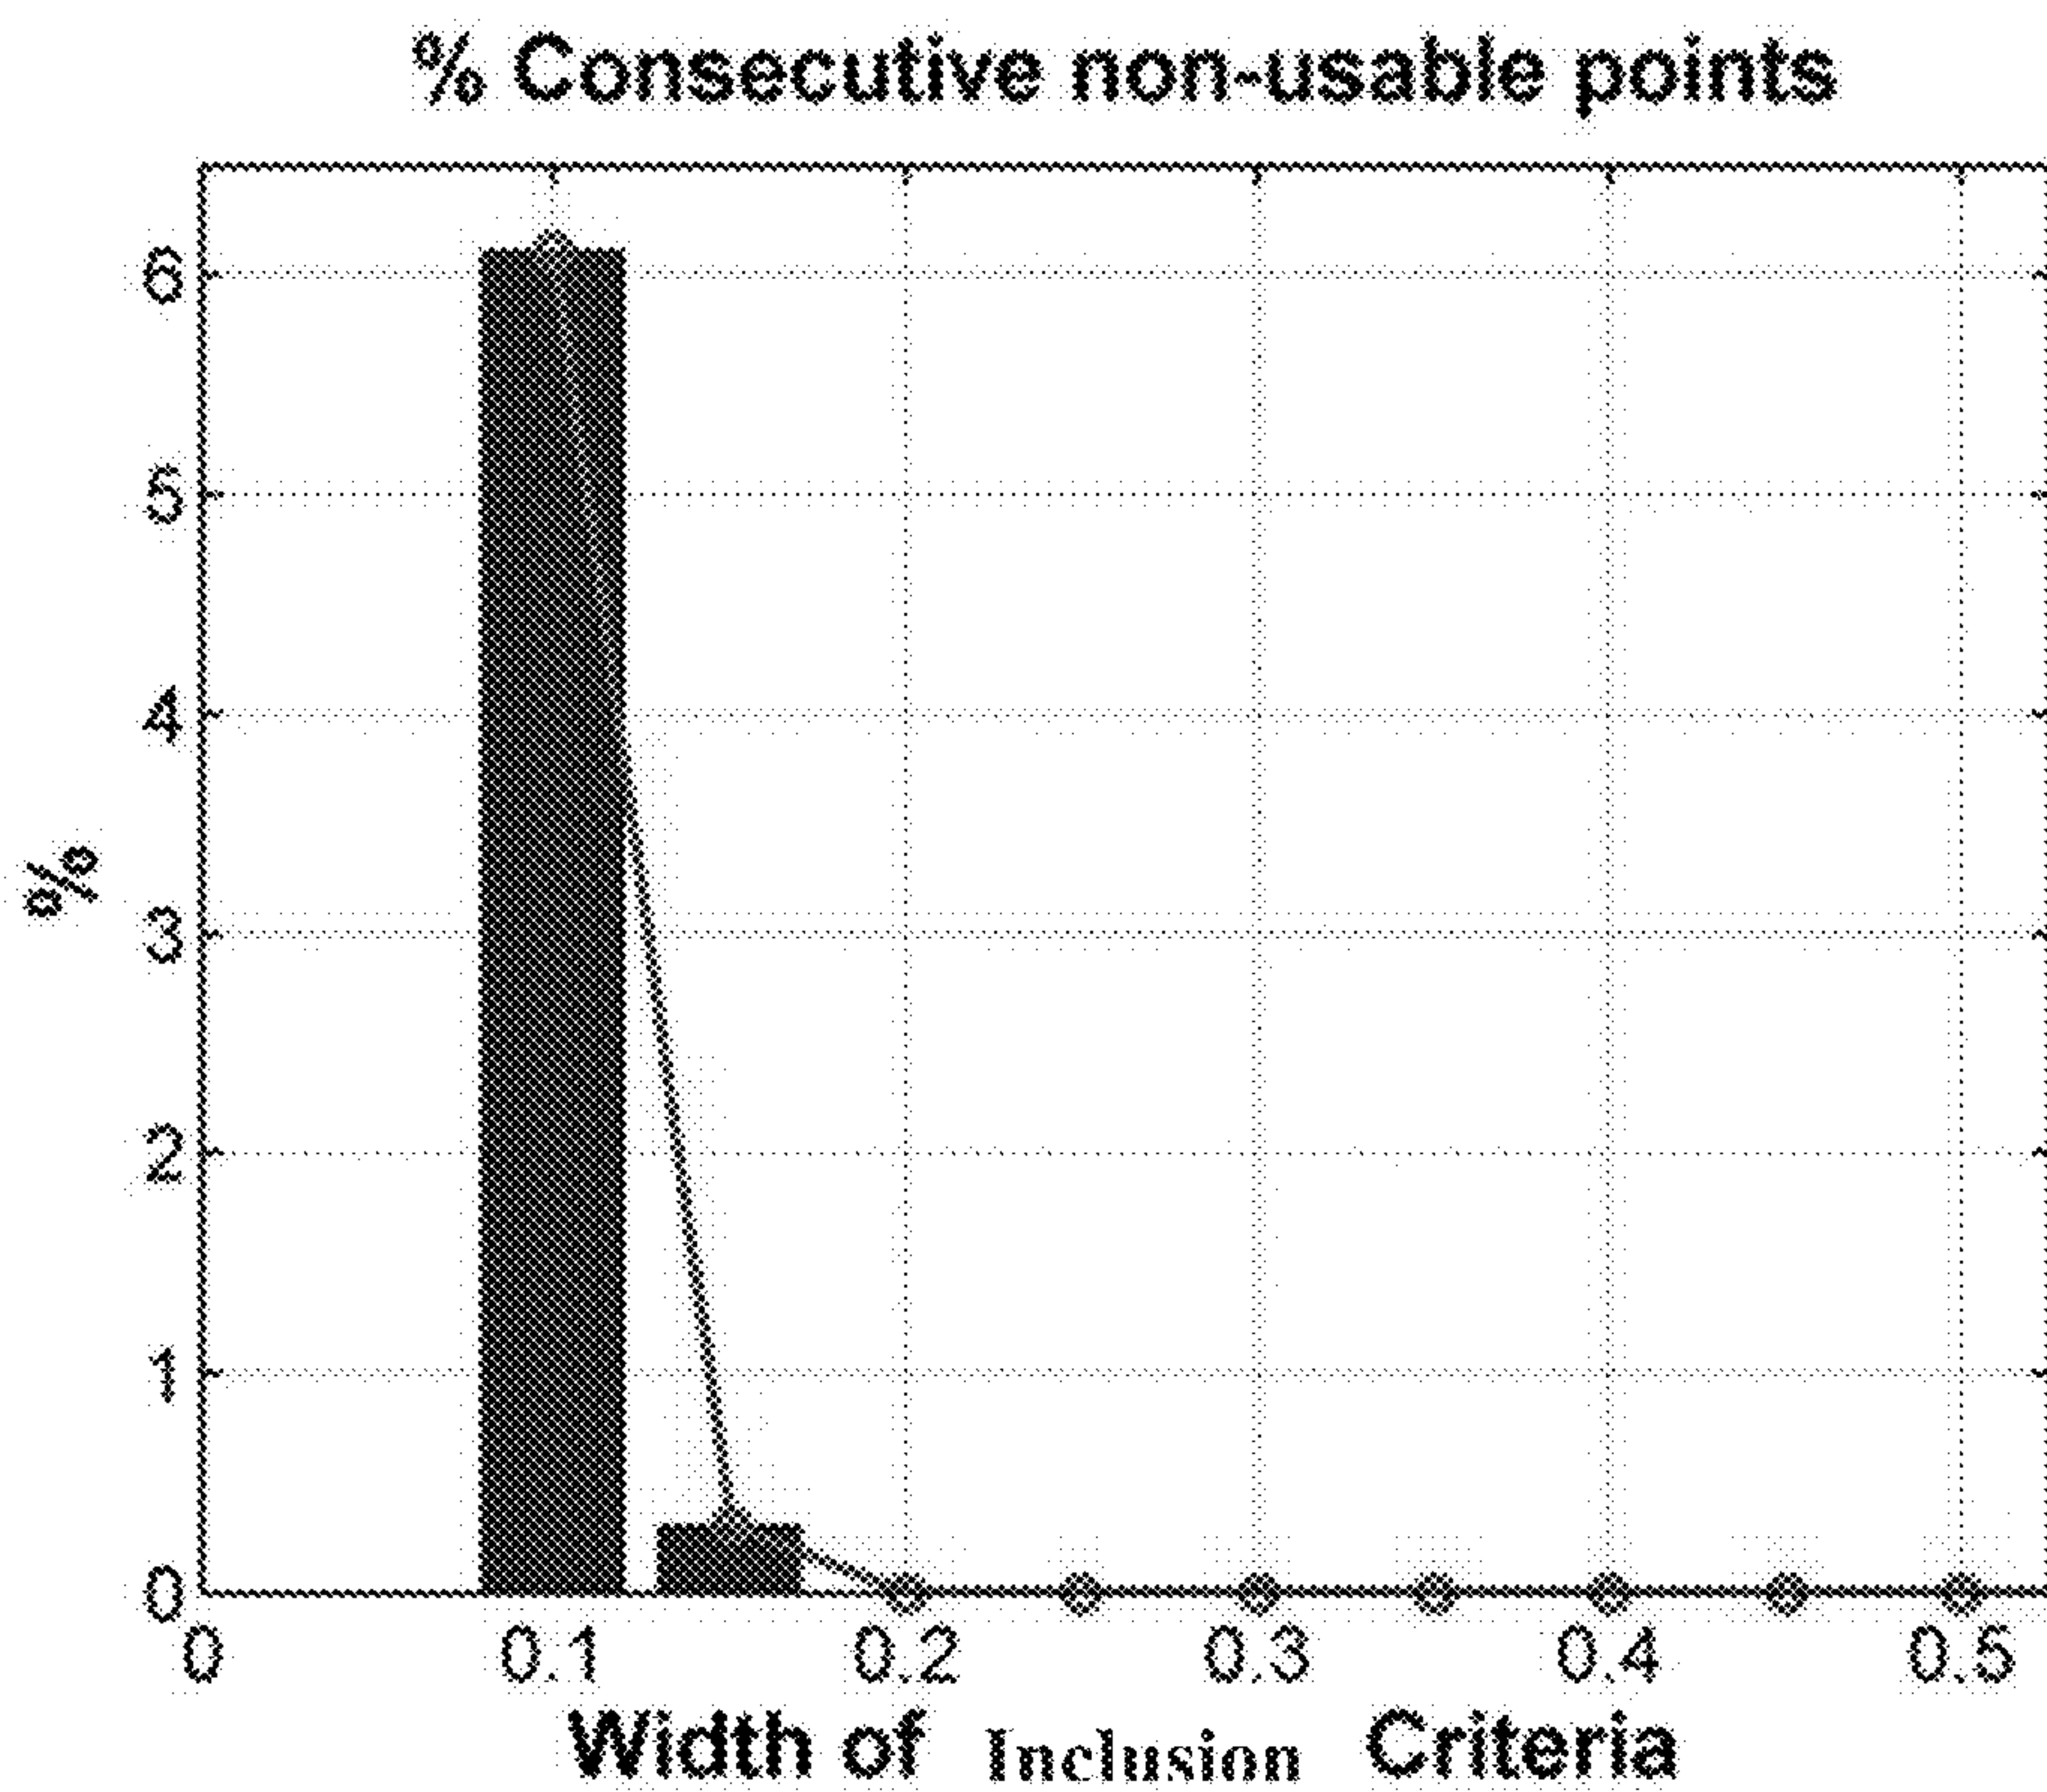 % Consecutive non-usable points
6
5
4
3
2
1
0
%
0 0.1 0.2 0.3 0.4 0.5
Width of Inclusion Criteria